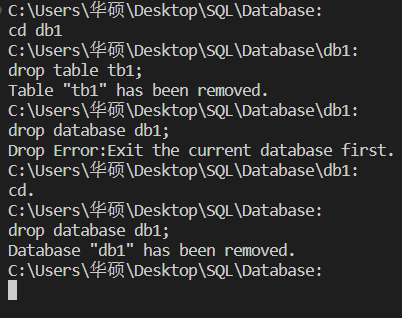 C:\Users\华硕\Desktop\SQL\Database:
cd db1
C:\Users\华硕\Desktop\SQL\Database\db1:
drop table tb1;
Table "tb1" has been removed.
C:\Users\华硕\Desktop\SQL\Database\db1:
drop database db1;
Drop Error:Exit the current database first.
C:\Users\华硕\Desktop\SQL\Database\db1:
cd.
C:\Users\华硕\Desktop\SQL\Database:
drop database db1;
Database "db1" has been removed.
C:\Users\华硕\Desktop\SQL\Database: